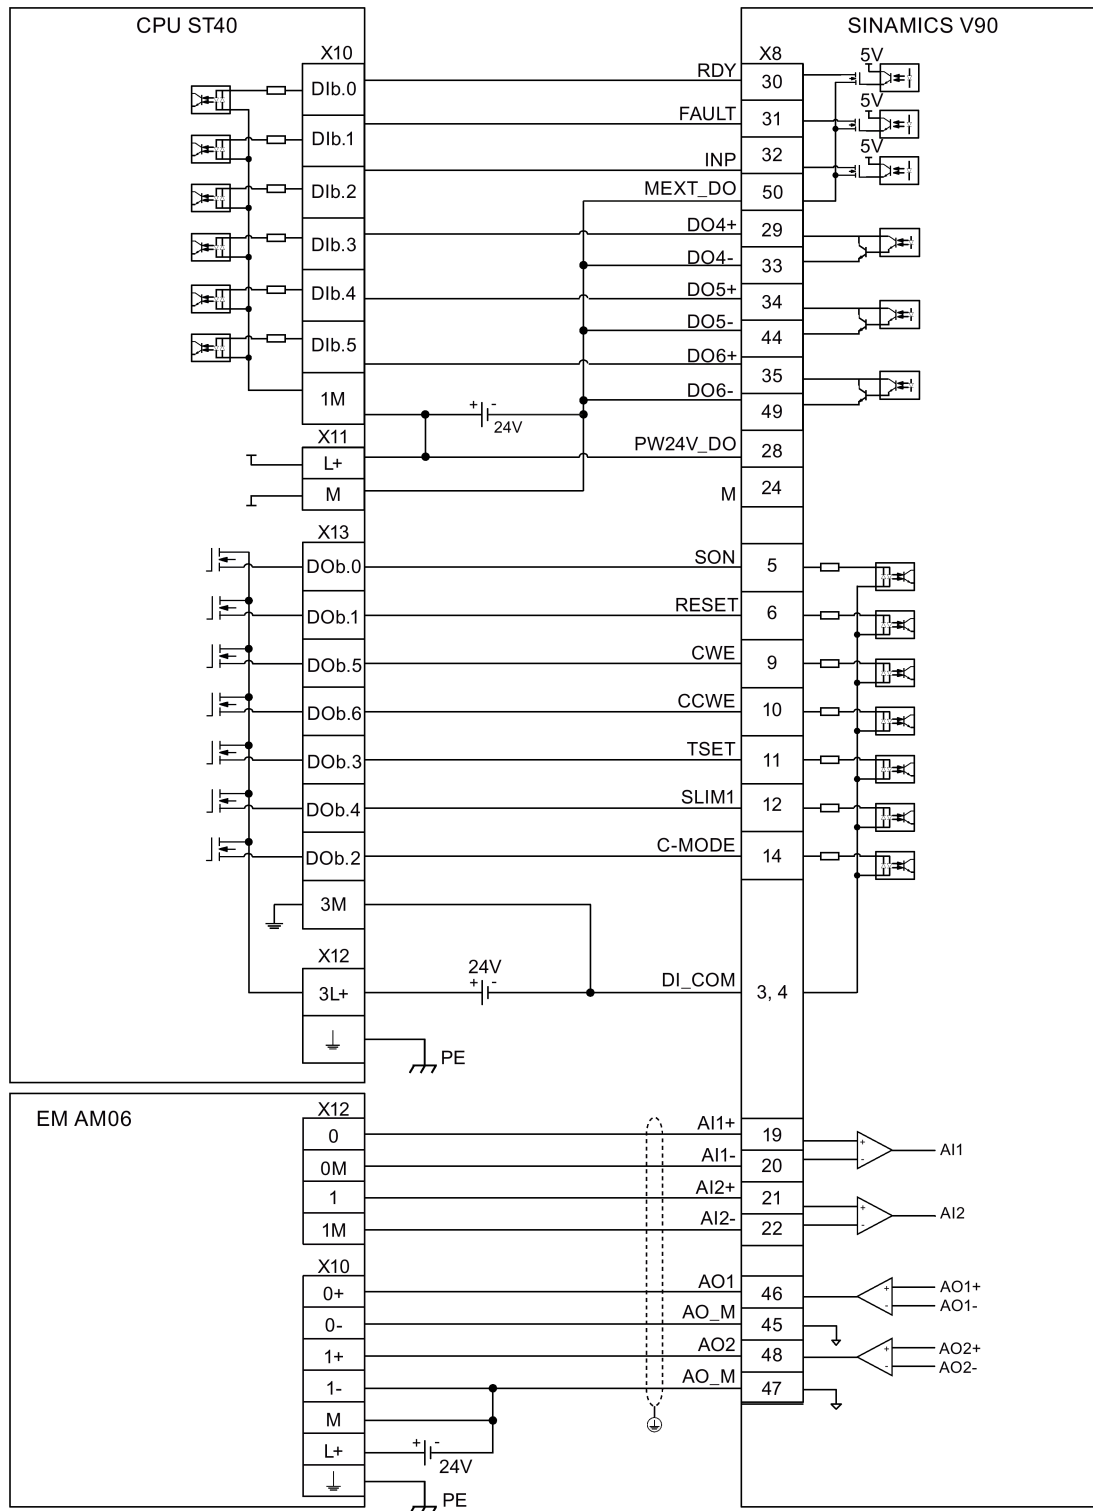 CPU ST40
SINAMICS V90
X10
X8
DIb.0
RDY
30
5V
DIb.1
FAULT
31
5V
DIb.2
INP
32
5V
MEXT_DO
50
DIb.3
DO4+
29
DO4-
33
DIb.4
DO5+
34
DO5-
44
DIb.5
DO6+
35
1M
DO6-
49
+ -
24V
X11
L+
PW24V_DO
28
M
M
24
X13
DOb.0
SON
5
DOb.1
RESET
6
DOb.5
CWE
9
DOb.6
CCWE
10
DOb.3
TSET
11
DOb.4
SLIM1
12
DOb.2
C-MODE
14
3M
X12
24V
+ -
3L+
DI_COM
3, 4
PE
EM AM06
X12
0
AI1+
19
+
-
AI1
0M
AI1-
20
1
AI2+
21
+
-
AI2
1M
AI2-
22
X10
0+
AO1
46
+
-
AO1+
AO1-
0-
AO_M
45
1+
AO2
48
+
-
AO2+
AO2-
1-
AO_M
47
M
L+
+ -
24V
PE